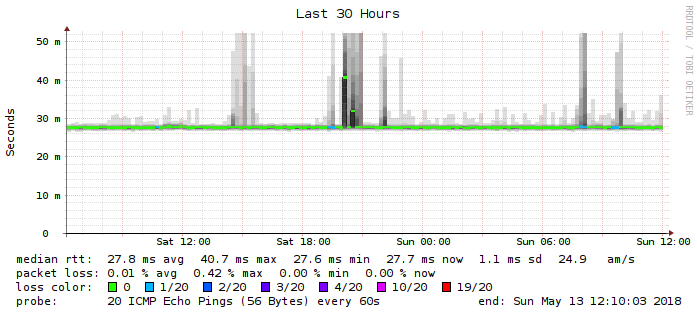 Last 30 Hours
RRDTOOL / TOBI OETIKER
Seconds
50 m
40 m
30 m
20 m
10 m
0
Sat 12:00 Sat 18:00 Sun 00:00 Sun 06:00 Sun 12:00
median rtt: 27.8 ms avg 40.7 ms max 27.6 ms min 27.7 ms now 1.1 ms sd 24.9 am/s
packet loss: 0.01 % avg 0.42 % max 0.00 % min 0.00 % now
loss color: 0 1/20 2/20 3/20 4/20 10/20 19/20
probe: 20 ICMP Echo Pings (56 Bytes) every 60s end: Sun May 13 12:10:03 2018